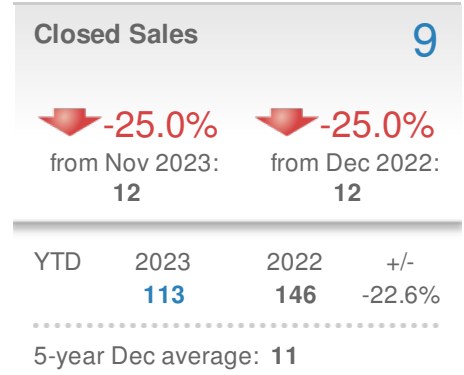 Closed Sales 9
-25.0% -25.0%
from Nov 2023: from Dec 2022:
12 12
YTD 2023 2022 +/-
113 146 -22.6%
5-year Dec average: 11